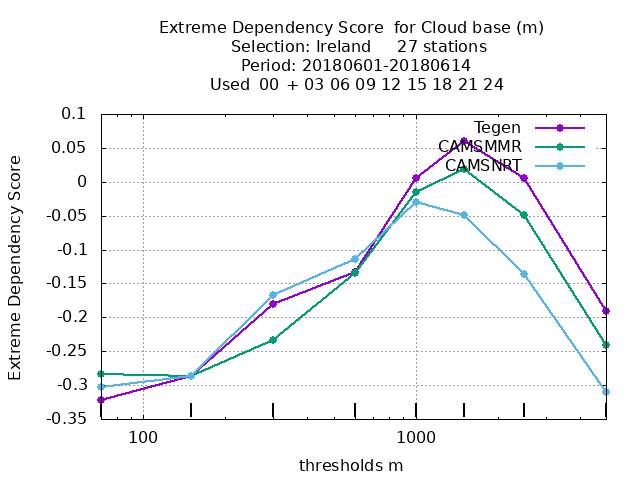 Extreme Dependency Score  for Cloud base (m)
Selection: Ireland     27 stations
Period: 20180601-20180614
Used  00 + 03 06 09 12 15 18 21 24
Extreme Dependency Score
0.1
0.05
0
-0.05
-0.1
-0.15
-0.2
-0.25
-0.3
-0.35
Tegen
CAMSMMR
CAMSNRT
100
1000
thresholds m